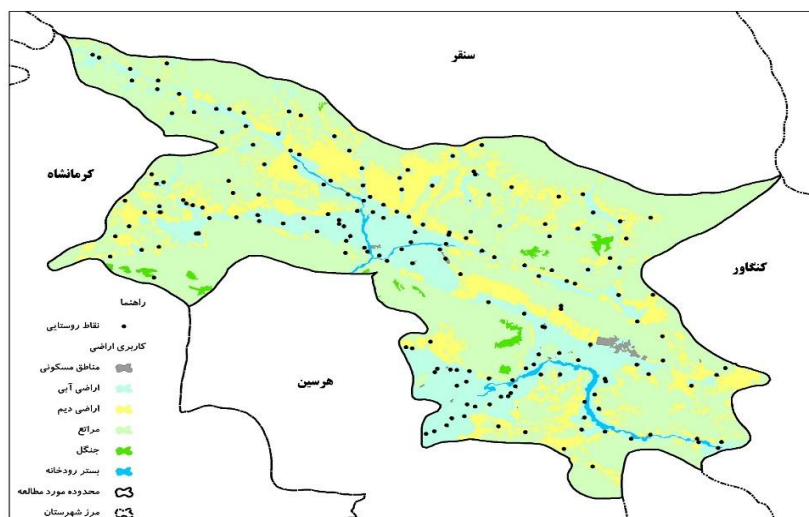 سنقر
کرمانشاه
کنگاور
هرسین
راهنما
نقاط روستایی
کاربری اراضی
مناطق مسکونی
اراضی آبی
اراضی دیم
مراتع
جنگل
بستر رودخانه
محدوده مورد مطالعه
مرز شهرستان